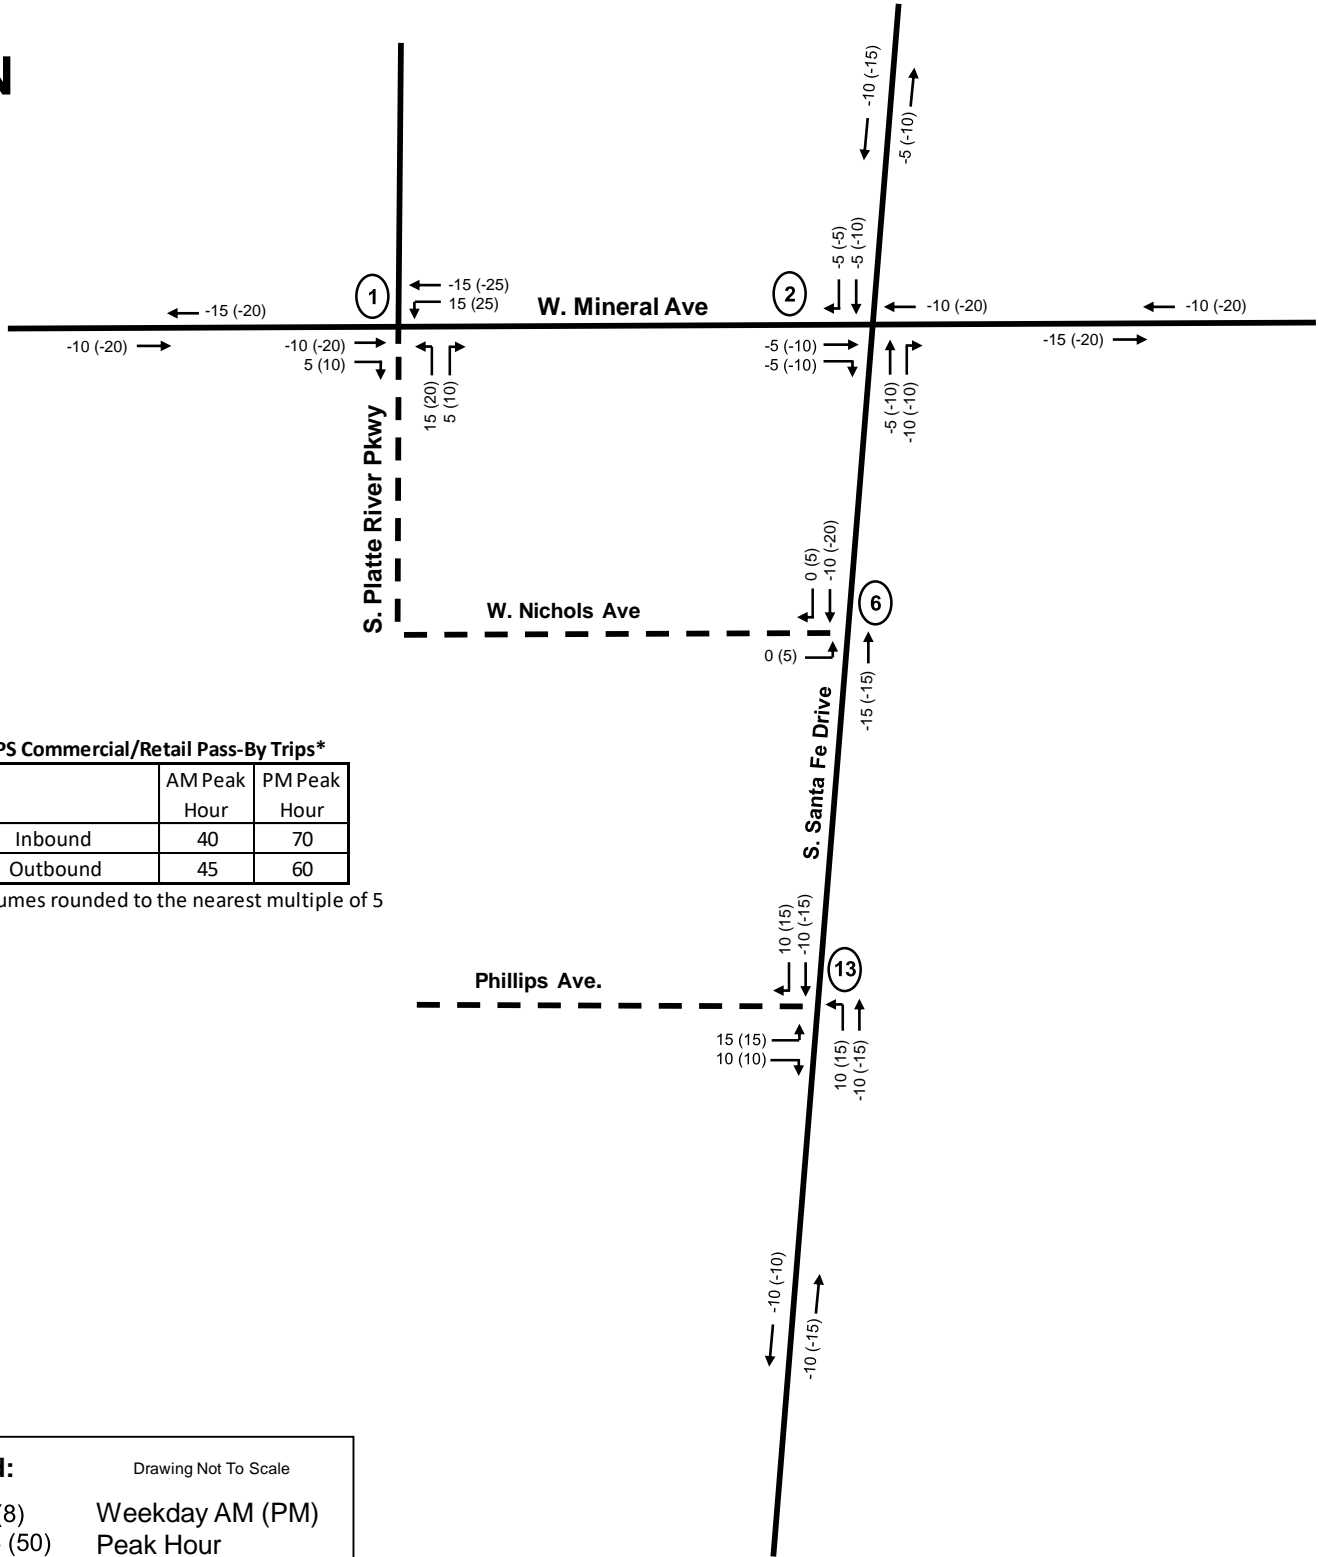 N
-10 (-15)
-5 (-10)
-5 (-5)
-5 (-10)
1
-15 (-25)
15 (25)
W. Mineral Ave
2
-10 (-20)
-10 (-20)
-15 (-20)
-10 (-20)
-10 (-20)
5 (10)
-5 (-10)
-5 (-10)
-15 (-20)
15 (20)
5 (10)
-5 (-10)
-10 (-10)
S. Platte River Pkwy
0 (5)
-10 (-20)
6
W. Nichols Ave
0 (5)
-15 (-15)
S. Santa Fe Drive
PS Commercial/Retail Pass-By Trips*
AM Peak Hour
PM Peak Hour
Inbound 40 70
Outbound 45 60
umes rounded to the nearest multiple of 5
10 (15)
-10 (-15)
13
Phillips Ave.
15 (15)
10 (10)
10 (15)
-10 (-15)
-10 (-10)
-10 (-15)
d:
Drawing Not To Scale
(8) Weekday AM (PM)
(50) Peak Hour